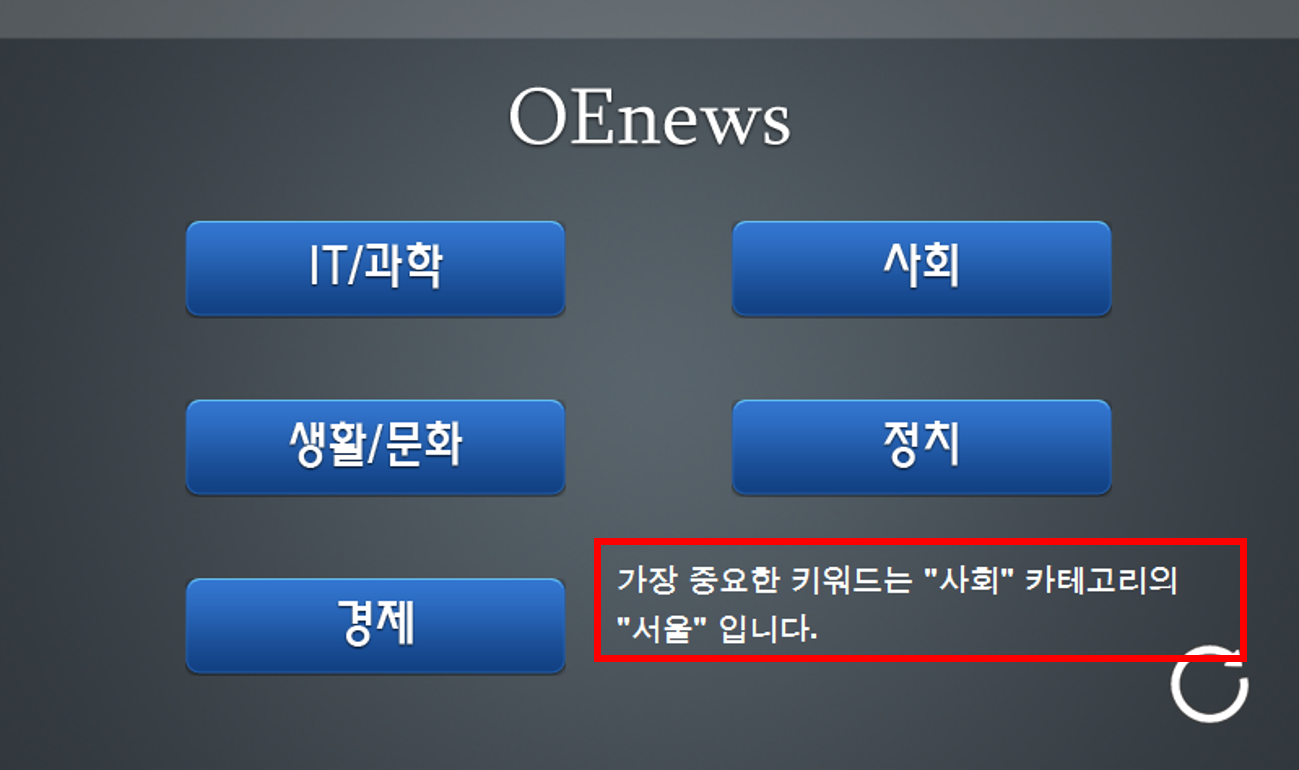 OEnews
IT/과학
사회
생활/문화
정치
경제
가장 중요한 키워드는 "사회" 카테고리의
"서울" 입니다.